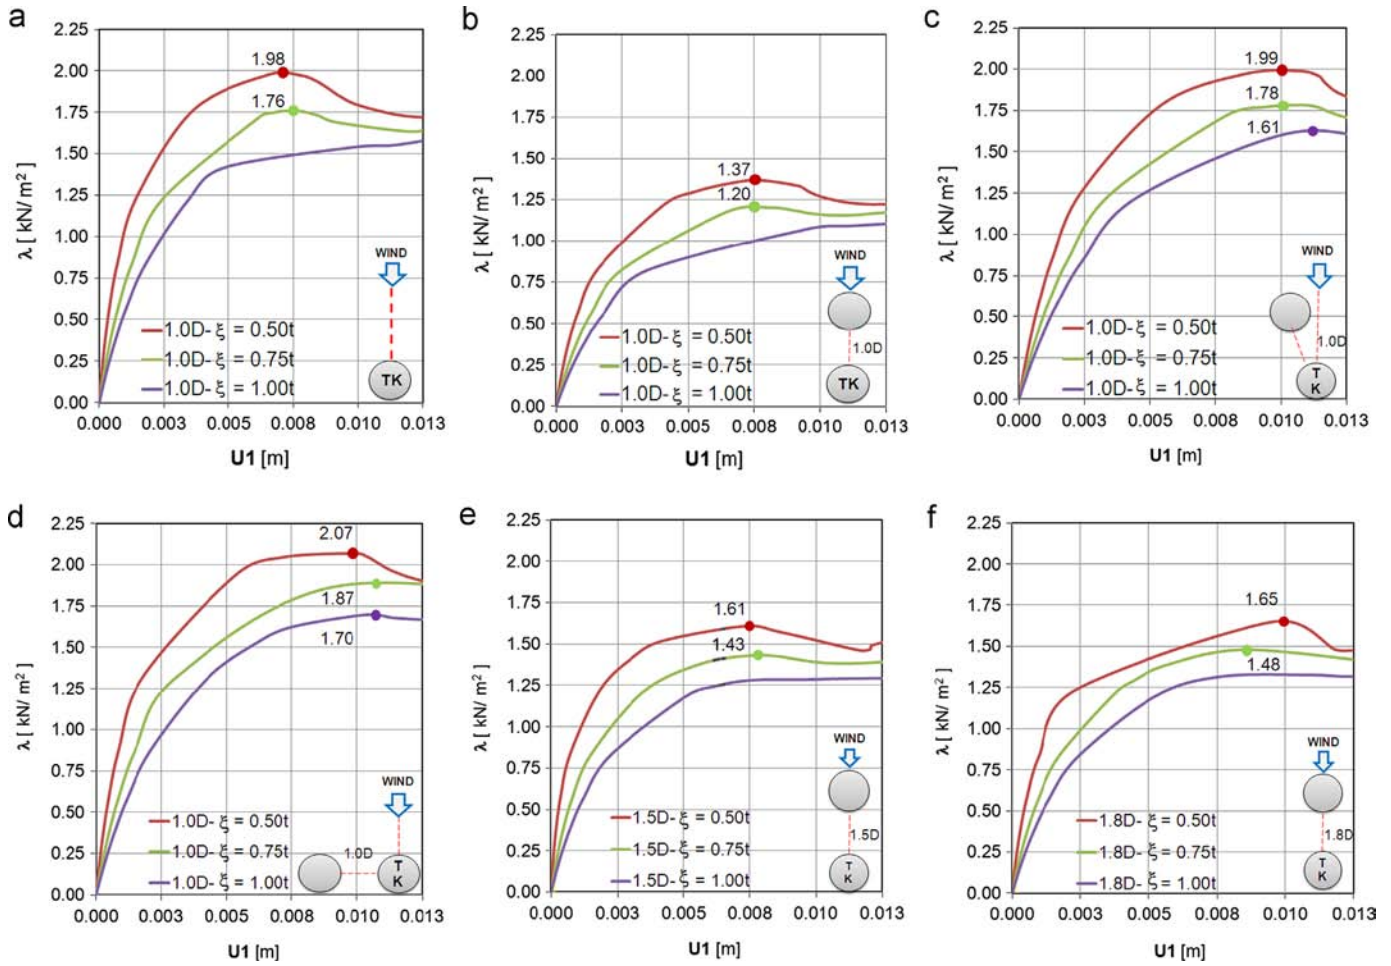 a
2.25
2.00
1.75
1.50
1.25
1.00
0.75
0.50
0.25
0.00
λ [ kN/ m²]
1.98
1.76
WIND
TK
1.0D- ξ = 0.50t
1.0D- ξ = 0.75t
1.0D- ξ = 1.00t
0.000 0.003 0.005 0.008 0.010 0.013
U1 [m]
b
2.25
2.00
1.75
1.50
1.25
1.00
0.75
0.50
0.25
0.00
λ [ kN/ m²]
1.37
1.20
WIND
1.0D
TK
1.0D- ξ = 0.50t
1.0D- ξ = 0.75t
1.0D- ξ = 1.00t
0.000 0.003 0.005 0.008 0.010 0.013
U1 [m]
c
2.25
2.00
1.75
1.50
1.25
1.00
0.75
0.50
0.25
0.00
λ [ kN/ m²]
1.99
1.78
1.61
WIND
1.0D
T
K
1.0D- ξ = 0.50t
1.0D- ξ = 0.75t
1.0D- ξ = 1.00t
0.000 0.003 0.005 0.008 0.010 0.013
U1 [m]
d
2.25
2.00
1.75
1.50
1.25
1.00
0.75
0.50
0.25
0.00
λ [ kN/ m²]
2.07
1.87
1.70
WIND
1.0D
T
K
1.0D- ξ = 0.50t
1.0D- ξ = 0.75t
1.0D- ξ = 1.00t
0.000 0.003 0.005 0.008 0.010 0.013
U1 [m]
e
2.25
2.00
1.75
1.50
1.25
1.00
0.75
0.50
0.25
0.00
λ [ kN/ m²]
1.61
1.43
WIND
1.5D
T
K
1.5D- ξ = 0.50t
1.5D- ξ = 0.75t
1.5D- ξ = 1.00t
0.000 0.003 0.005 0.008 0.010 0.013
U1 [m]
f
2.25
2.00
1.75
1.50
1.25
1.00
0.75
0.50
0.25
0.00
λ [ kN/ m²]
1.65
1.48
WIND
1.8D
T
K
1.8D- ξ = 0.50t
1.8D- ξ = 0.75t
1.8D- ξ = 1.00t
0.000 0.003 0.005 0.008 0.010 0.013
U1 [m]